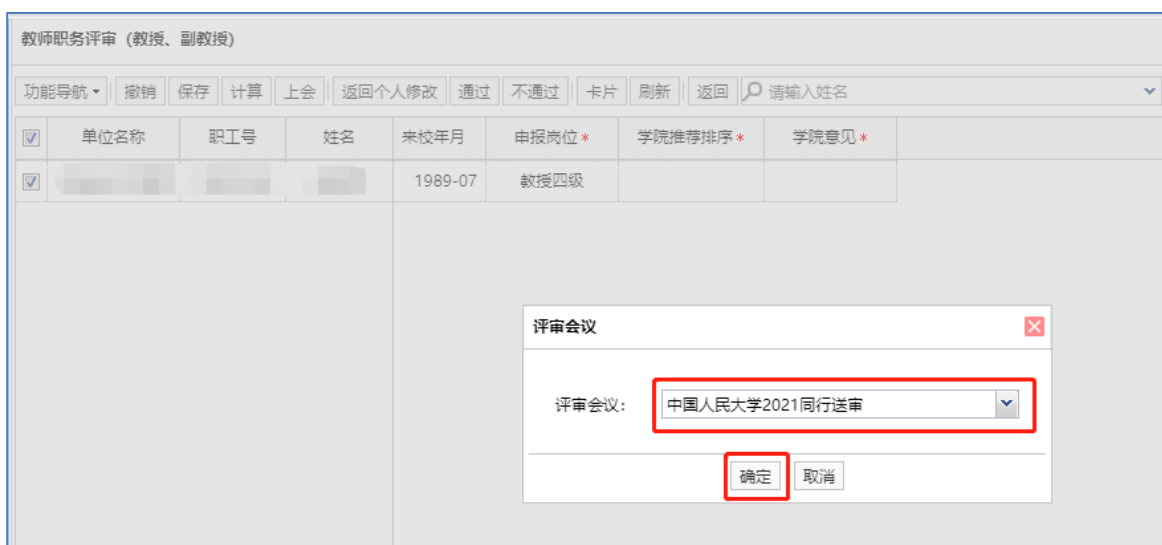 教师职务评审（教授、副教授)
功能导航 撤销 保存 计算 上会 返回个人修改 通过 不通过 卡片 刷新 返回 请输入姓名
单位名称 职工号 姓名 来校年月 申报岗位* 学院推荐排序* 学院意见*
1989-07 教授四级
评审会议
评审会议： 中国人民大学2021同行送审
确定 取消